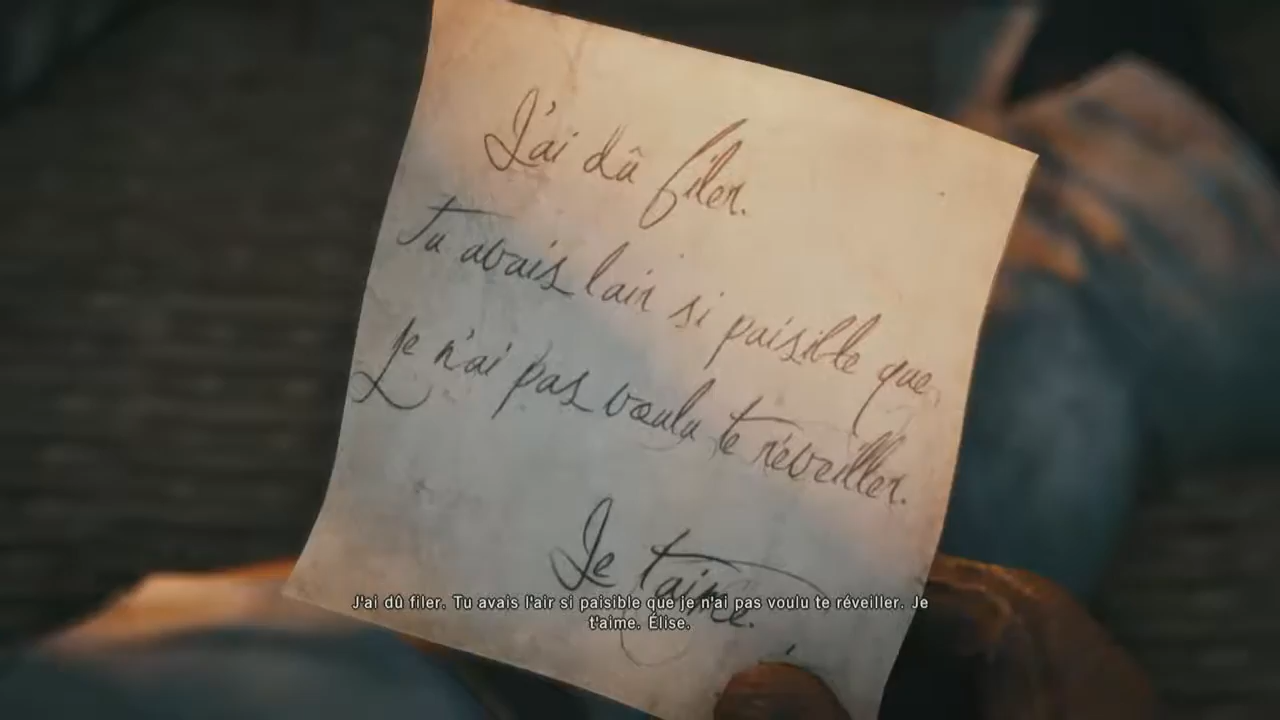 J'ai dû filer.
Tu avais l'air si paisible que
je n'ai pas voulu te réveiller.
Je t'aime.
J'ai dû filer. Tu avais l'air si paisible que je n'ai pas voulu te réveiller. Je
t'aime. Élise.